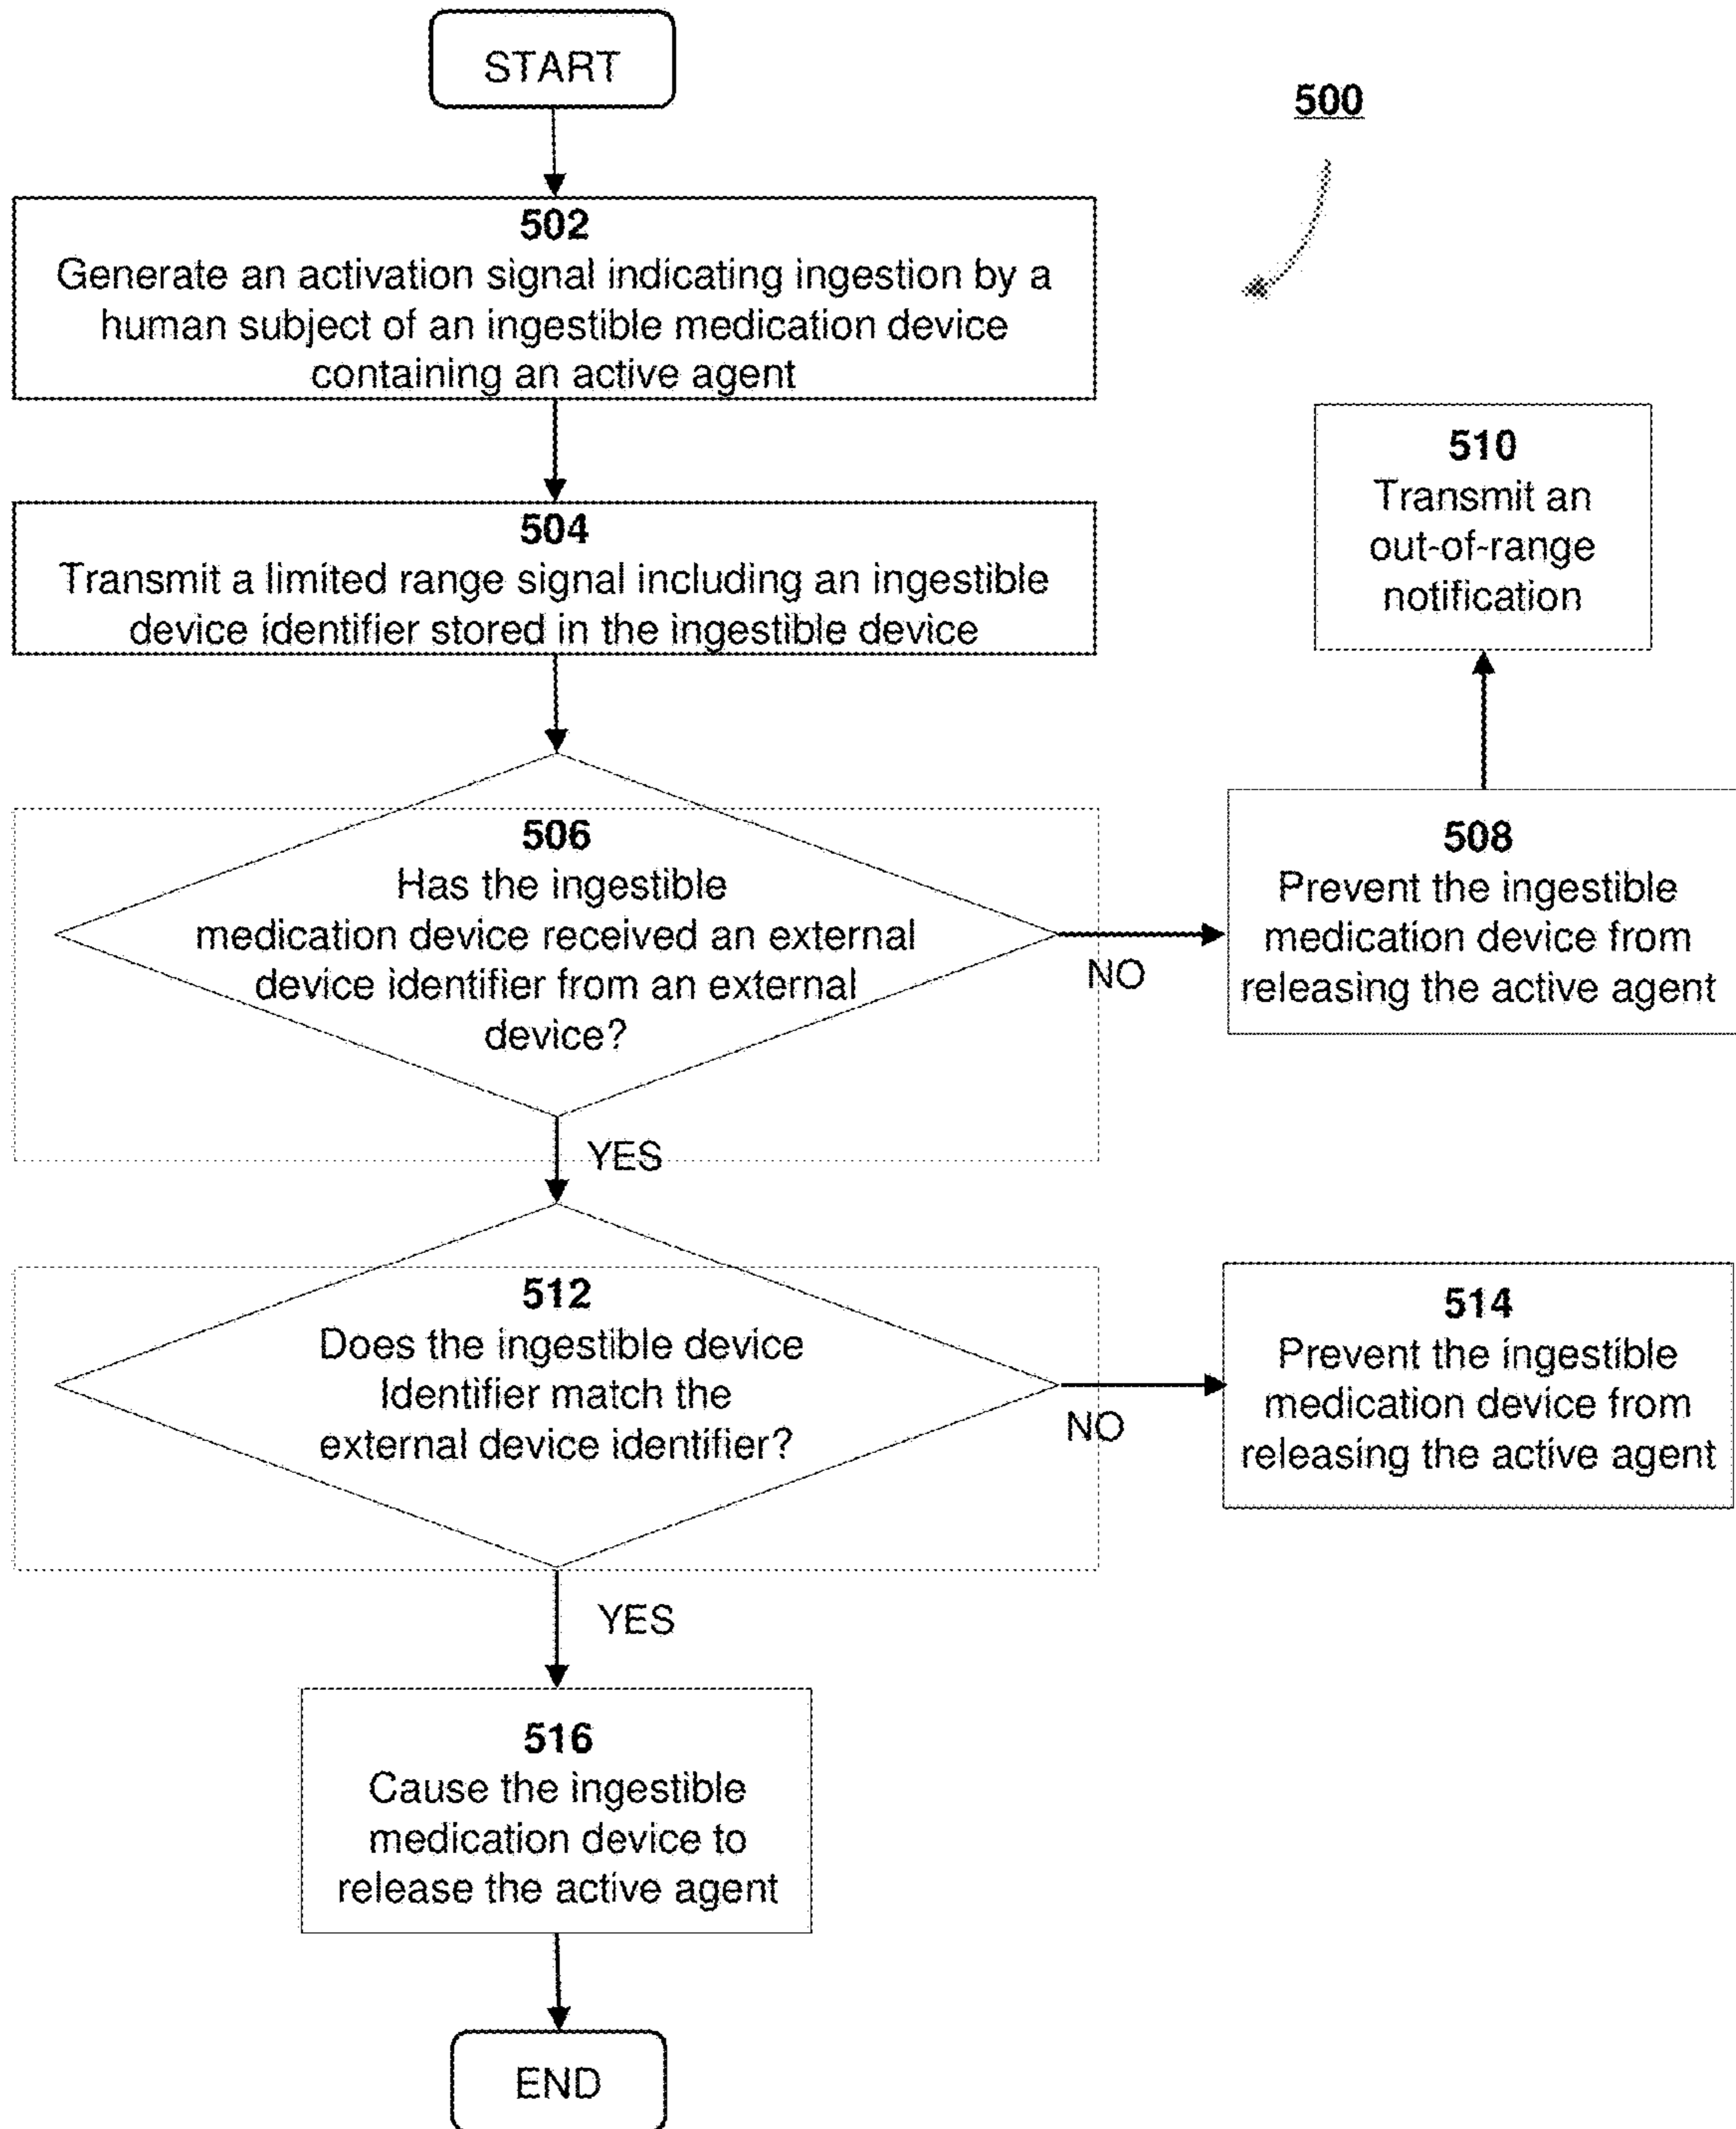 START
500
502
Generate an activation signal indicating ingestion by a
human subject of an ingestible medication device
containing an active agent
504
Transmit a limited range signal including an ingestible
device identifier stored in the ingestible device
510
Transmit an
out-of-range
notification
506
Has the ingestible
medication device received an external
device identifier from an external
device?
NO
508
Prevent the ingestible
medication device from
releasing the active agent
YES
512
Does the ingestible device
Identifier match the
external device identifier?
NO
514
Prevent the ingestible
medication device from
releasing the active agent
YES
516
Cause the ingestible
medication device to
release the active agent
END